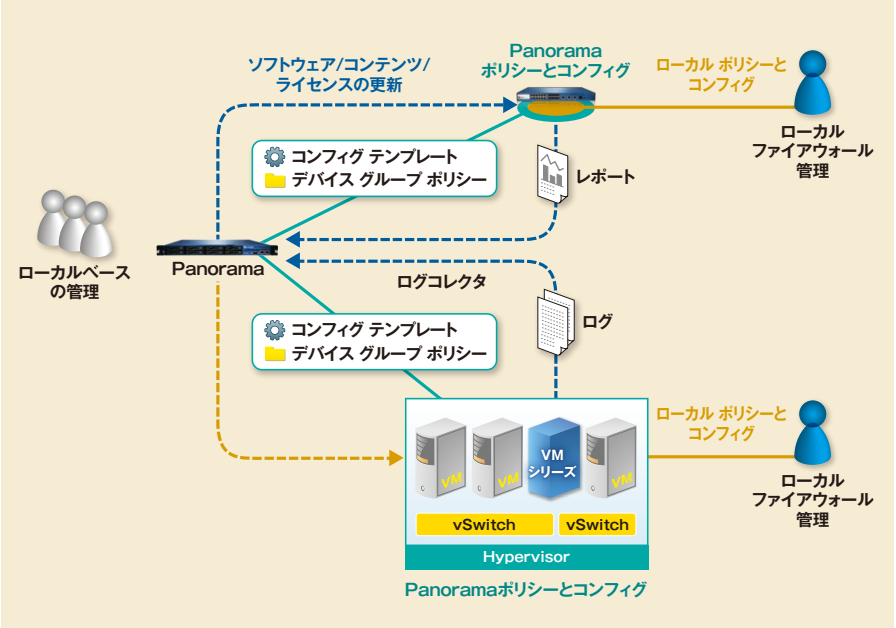 Panorama
ポリシーとコンフィグ
ソフトウェア/コンテンツ/
ライセンスの更新
ローカル ポリシーと
コンフィグ
ローカル
ファイアウォール
管理
コンフィグ テンプレート
デバイス グループ ポリシー
レポート
ローカルベース
の管理
Panorama
ログコレクタ
コンフィグ テンプレート
デバイス グループ ポリシー
ログ
ローカル ポリシーと
コンフィグ
ローカル
ファイアウォール
管理
VM
VM
VM
シリーズ
VM
vSwitch
vSwitch
Hypervisor
Panoramaポリシーとコンフィグ